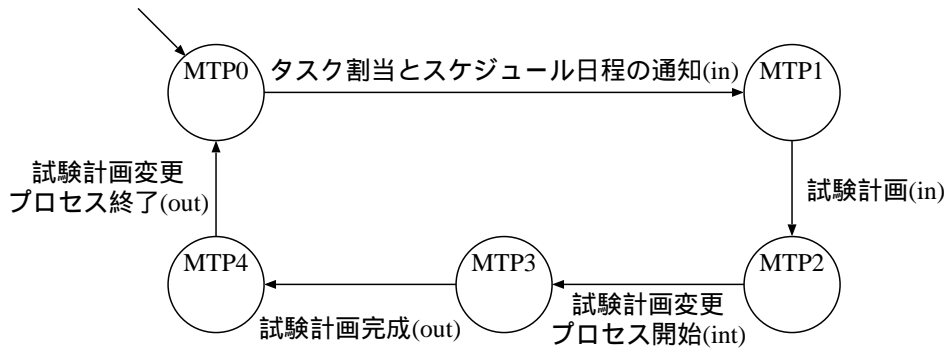 MTP0
タスク割当とスケジュール日程の通知(in)
MTP1
試験計画変更
プロセス終了(out)
試験計画(in)
MTP4
MTP3
MTP2
試験計画完成(out)
試験計画変更
プロセス開始(int)